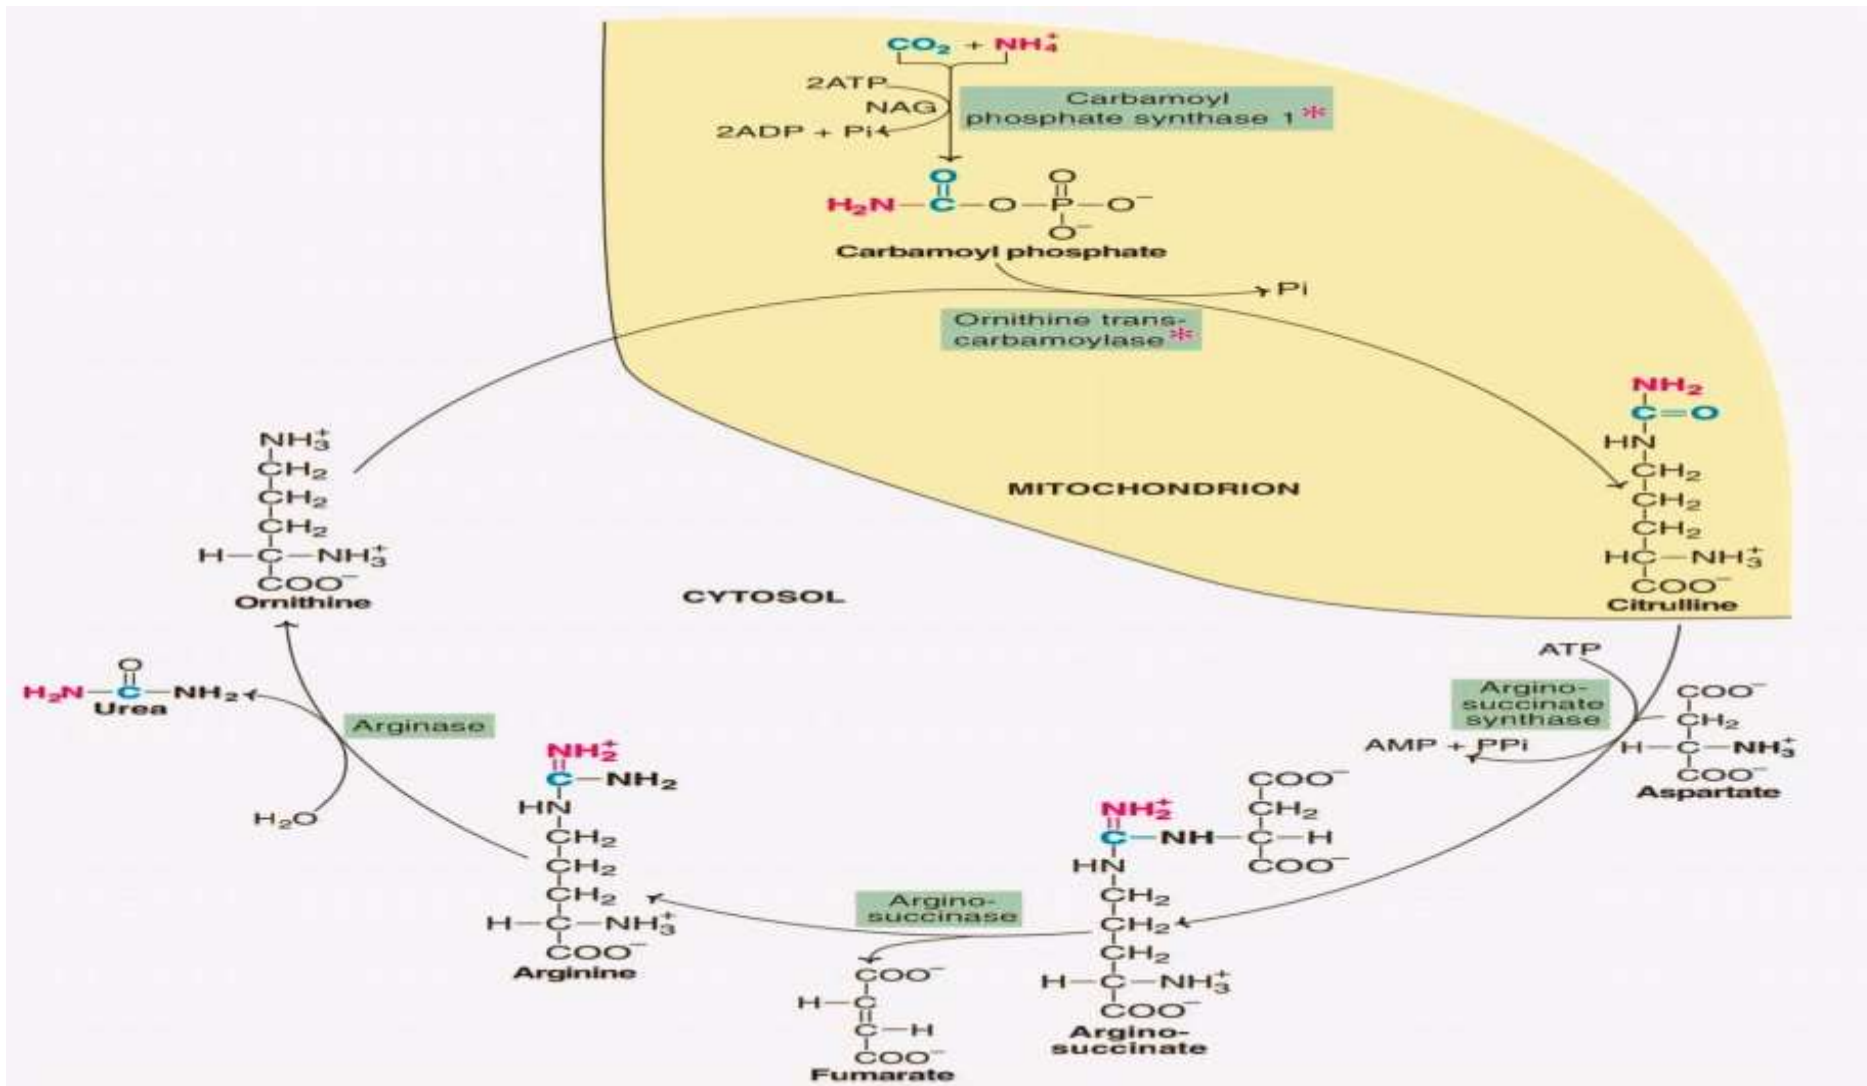 CO₂ + NH₄⁺
2ATP
NAG
2ADP + Pi
Carbamoyl
phosphate synthase 1*
O O
H₂N—C—O—P—O⁻
O⁻
Carbamoyl phosphate
Pi
Ornithine trans-
carbamoylase*
NH₂
C=O
HN
CH₂
CH₂
CH₂
HC—NH₃⁺
COO⁻
Citrulline
MITOCHONDRION
NH₃⁺
CH₂
CH₂
CH₂
H—C—NH₃⁺
COO⁻
Ornithine
CYTOSOL
ATP
Argino-
succinate
synthase
AMP + PPi
COO⁻
CH₂
H—C—NH₃⁺
COO⁻
Aspartate
O
H₂N—C—NH₂
Urea
Arginase
H₂O
NH₂⁺
C—NH₂
HN
CH₂
CH₂
CH₂
H—C—NH₃⁺
COO⁻
Arginine
Argino-
succinase
COO⁻
H—C
C—H
COO⁻
Fumarate
COO⁻
NH₂⁺ CH₂
C—NH—C—H
HN COO⁻
CH₂
CH₂
CH₂
H—C—NH₃⁺
COO⁻
Argino-
succinate